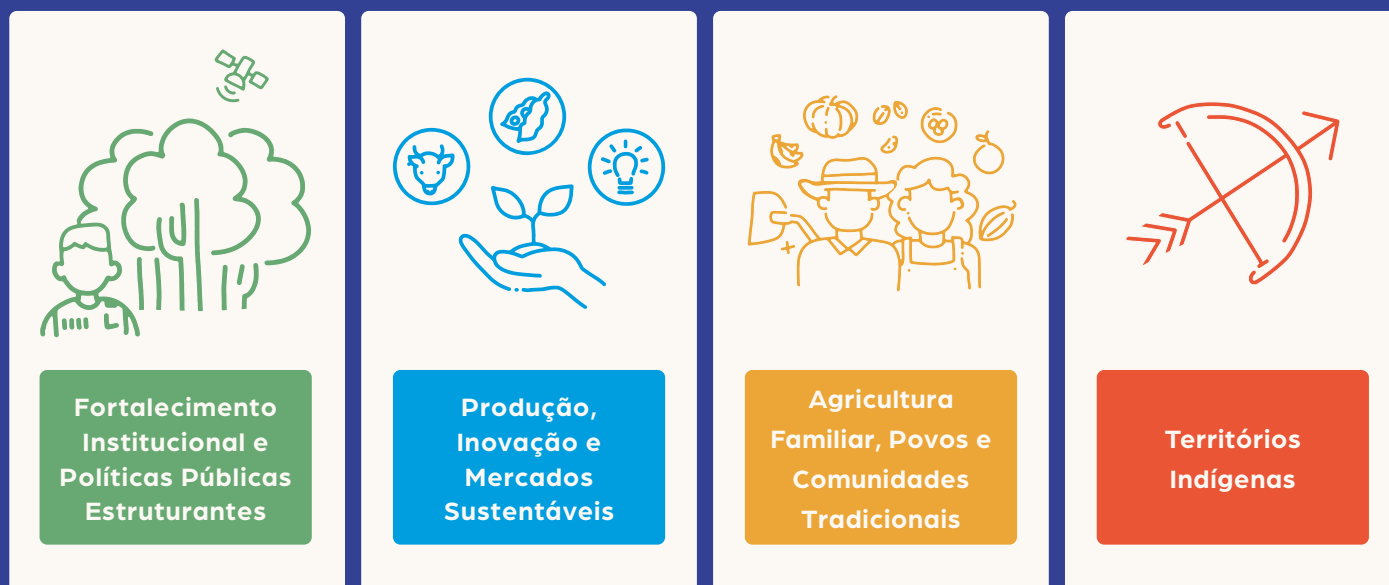 Fortalecimento
Institucional e
Políticas Públicas
Estruturantes
Produção,
Inovação e
Mercados
Sustentáveis
Agricultura
Familiar, Povos e
Comunidades
Tradicionais
Territórios
Indígenas